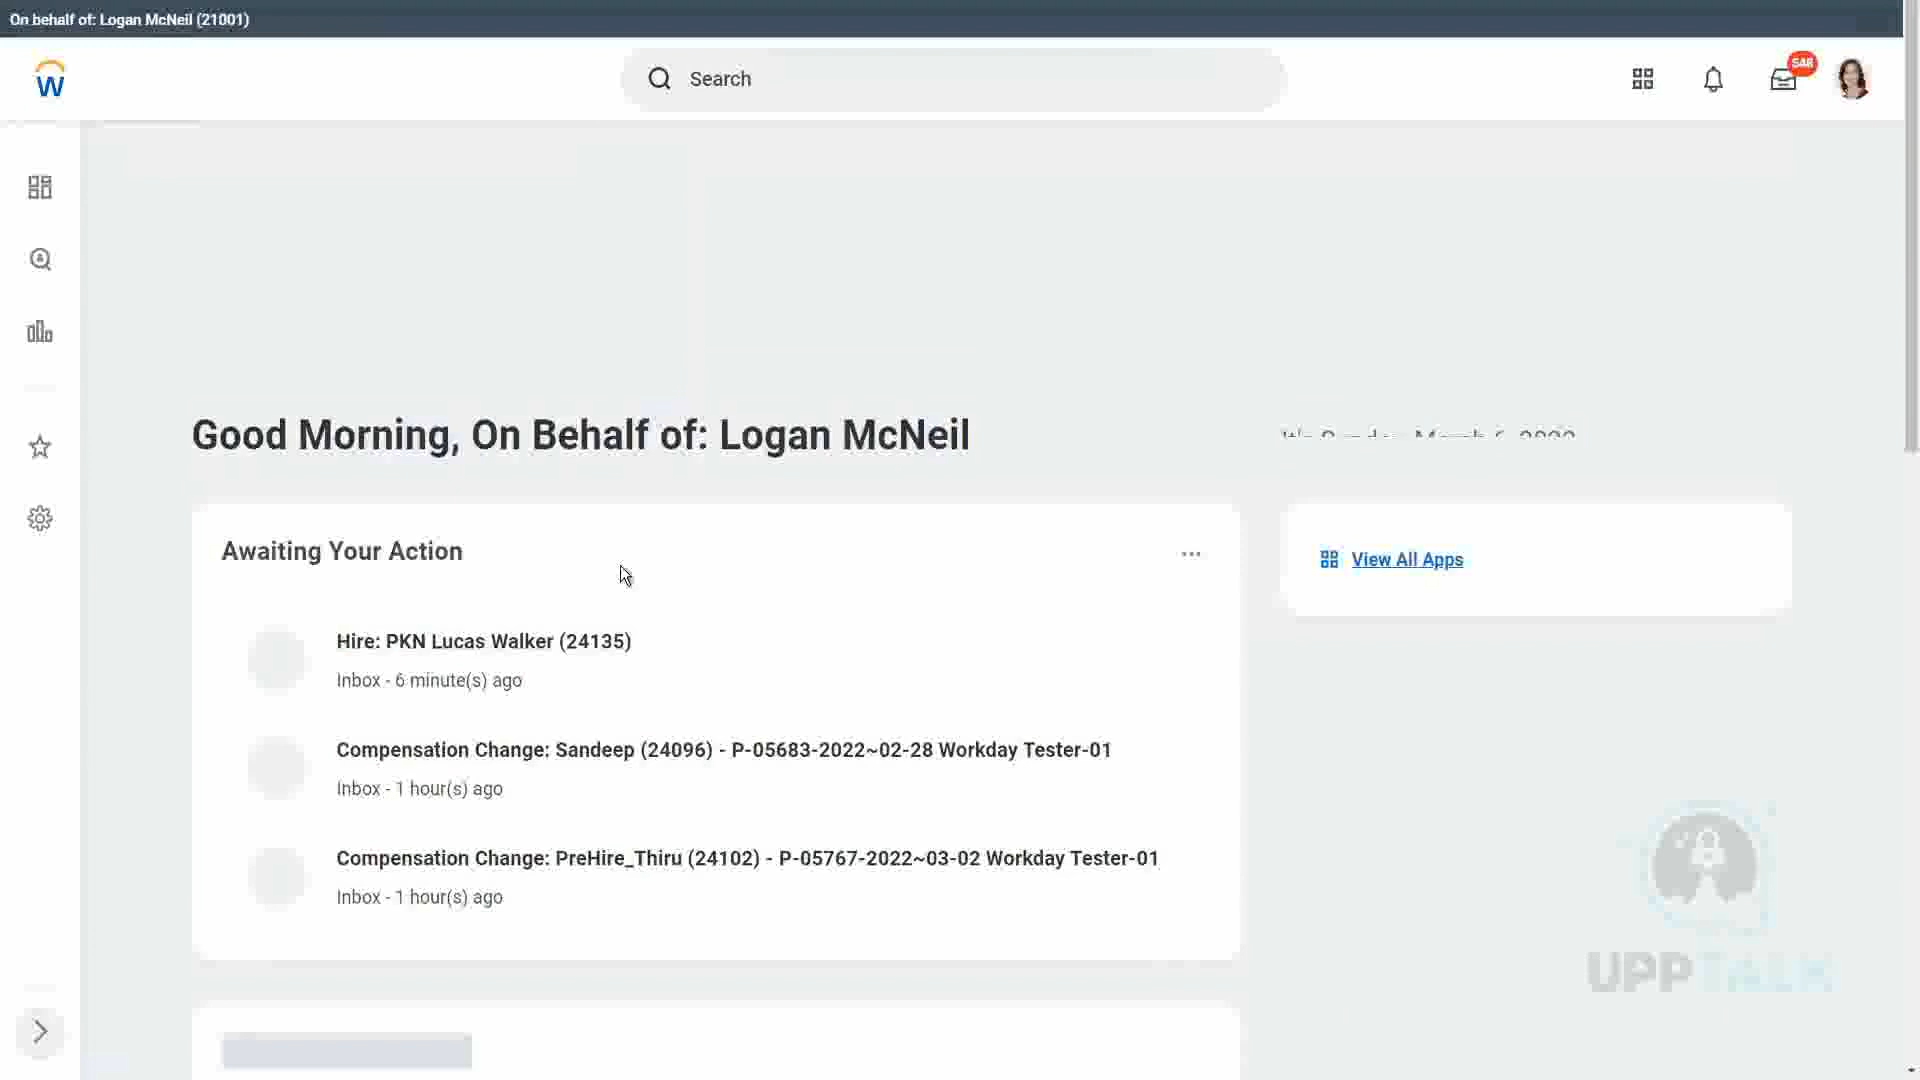 On behalf of: Logan McNeil (21001)
W
Search
Good Morning, On Behalf of: Logan McNeil
Awaiting Your Action
View All Apps
Hire: PKN Lucas Walker (24135)
Inbox - 6 minute(s) ago
Compensation Change: Sandeep (24096) - P-05683-2022~02-28 Workday Tester-01
Inbox - 1 hour(s) ago
Compensation Change: PreHire_Thiru (24102) - P-05767-2022~03-02 Workday Tester-01
Inbox - 1 hour(s) ago
UPPTALK